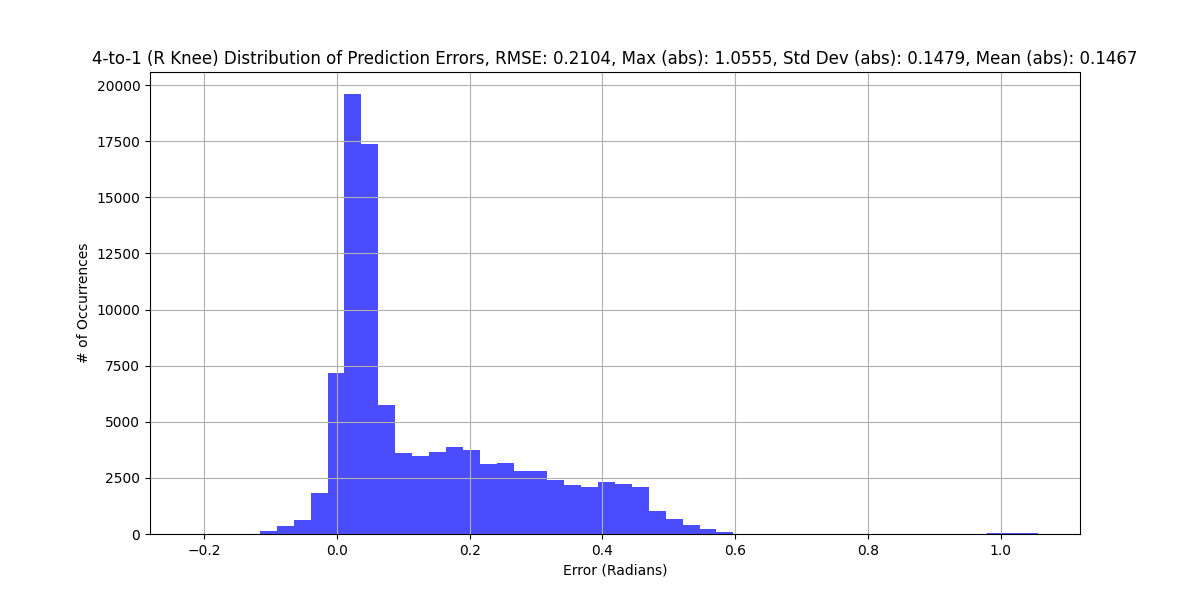 4-to-1 (R Knee) Distribution of Prediction Errors, RMSE: 0.2104, Max (abs): 1.0555, Std Dev (abs): 0.1479, Mean (abs): 0.1467
20000
17500
15000
12500
10000
7500
5000
2500
0
# of Occurrences
−0.2 0.0 0.2 0.4 0.6 0.8 1.0
Error (Radians)